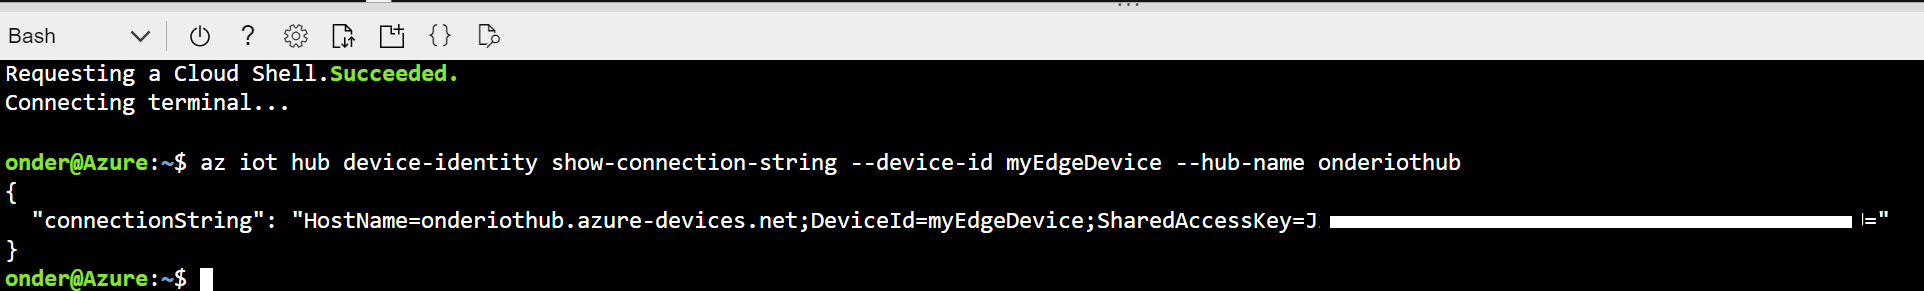 Bash
Requesting a Cloud Shell.Succeeded.
Connecting terminal...
onder@Azure:~$ az iot hub device-identity show-connection-string --device-id myEdgeDevice --hub-name onderiothub
{
"connectionString": "HostName=onderiothub.azure-devices.net;DeviceId=myEdgeDevice;SharedAccessKey=J="
}
onder@Azure:~$